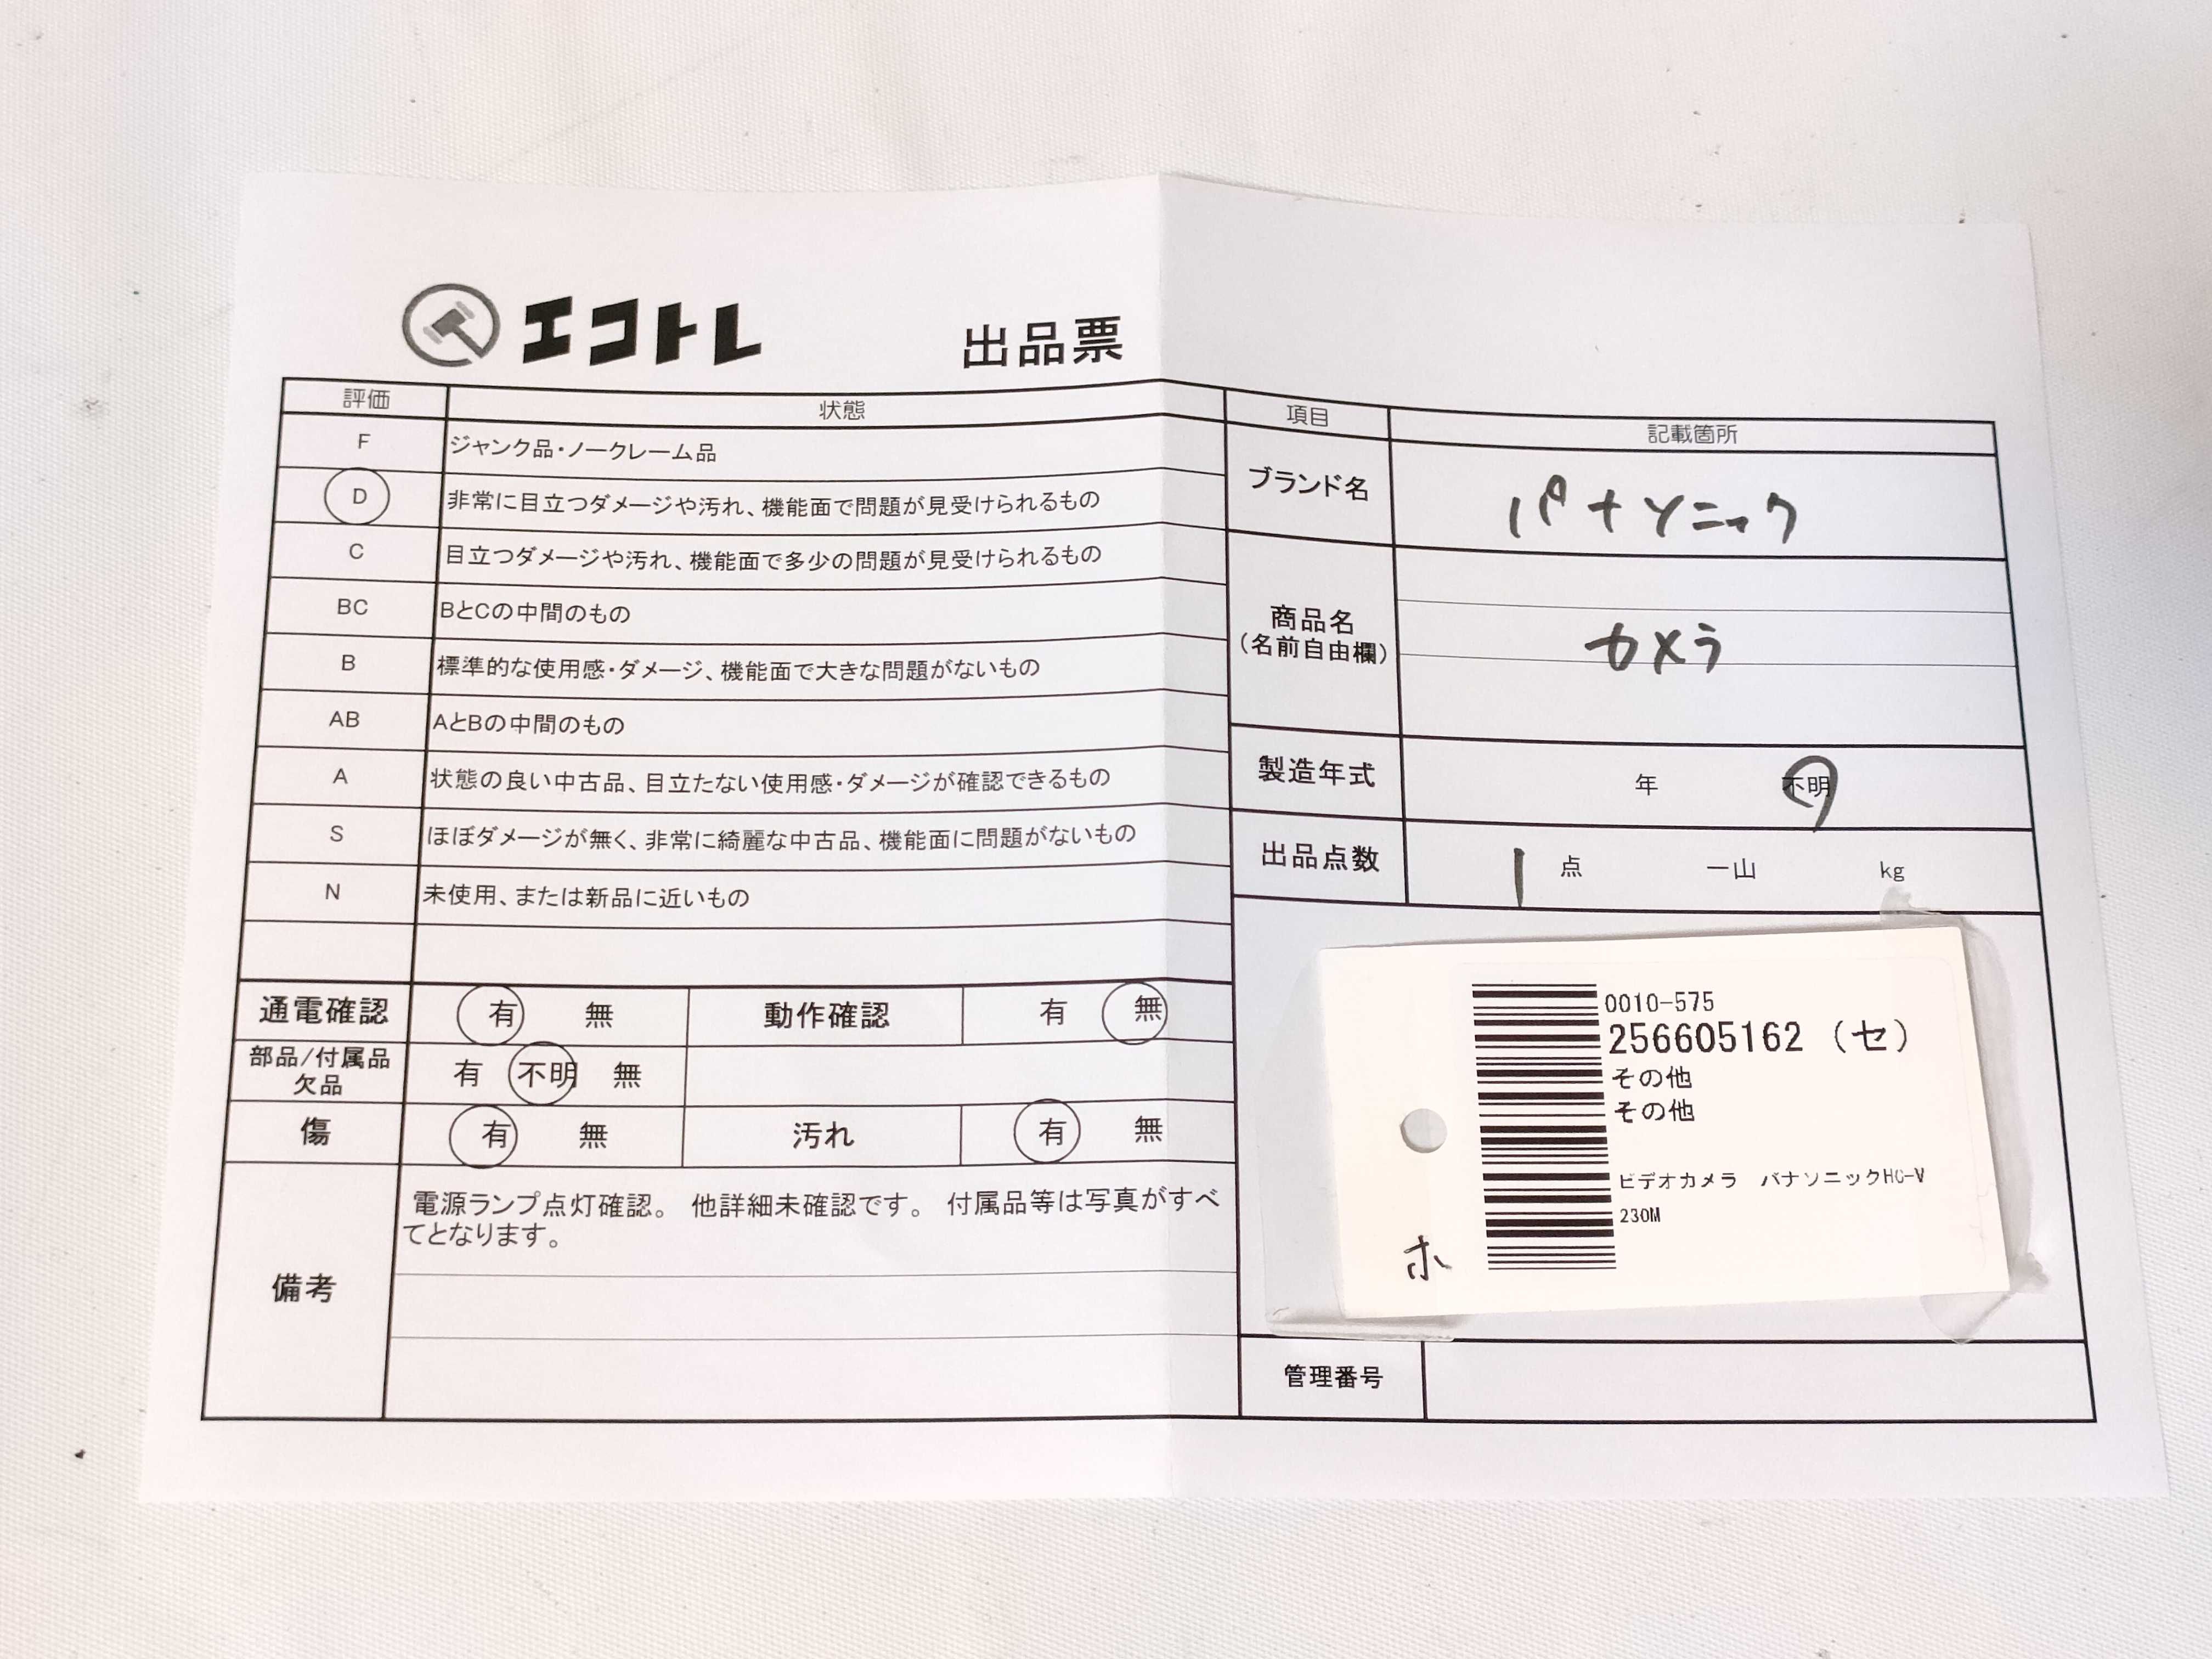 エコトレ 出品票
評価 状態
F ジャンク品・ノークレーム品
D 非常に目立つダメージや汚れ、機能面で問題が見受けられるもの
C 目立つダメージや汚れ、機能面で多少の問題が見受けられるもの
BC BとCの中間のもの
B 標準的な使用感・ダメージ、機能面で大きな問題がないもの
AB AとBの中間のもの
A 状態の良い中古品、目立たない使用感・ダメージが確認できるもの
S ほぼダメージが無く、非常に綺麗な中古品、機能面に問題がないもの
N 未使用、または新品に近いもの
通電確認 有 無 動作確認 有 無
部品/付属品
欠品 有 不明 無
傷 有 無 汚れ 有 無
備考
電源ランプ点灯確認。 他詳細未確認です。 付属品等は写真がすべ
てとなります。
項目 記載箇所
ブランド名 パナソニック
商品名
(名前自由欄)
カメラ
製造年式 年 不明
出品点数 1 点 一山 kg
0010-575
256605162 (セ)
その他
その他
ビデオカメラ パナソニックHC-V
230M
ホ
管理番号